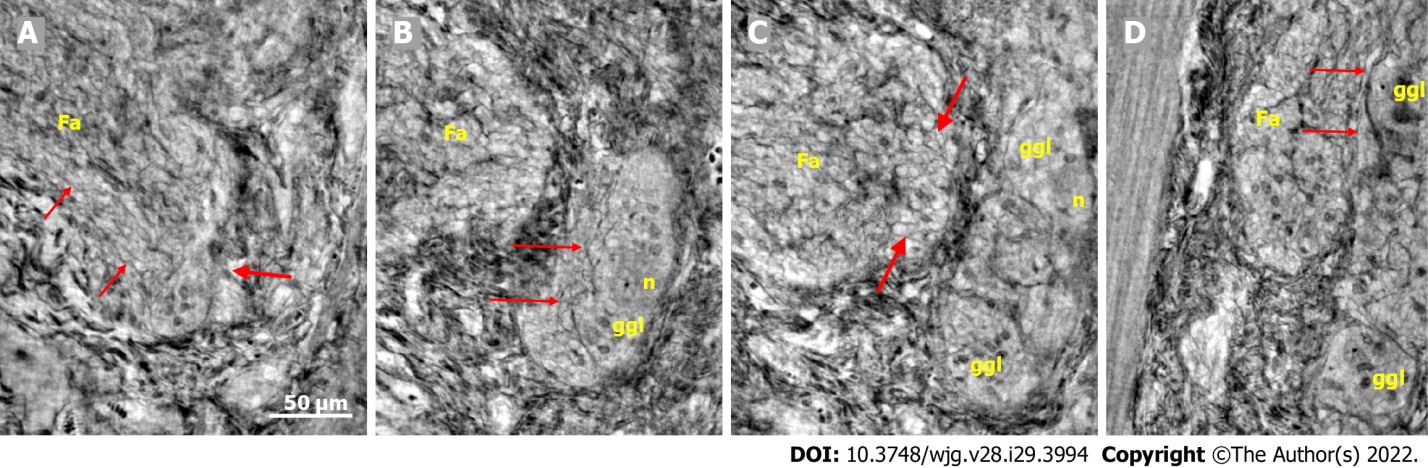 A
B
C
D
Fa
Fa
Fa
Fa
ggl
ggl
n
n
ggl
ggl
ggl
50 µm
DOI: 10.3748/wjg.v28.i29.3994 Copyright ©The Author(s) 2022.